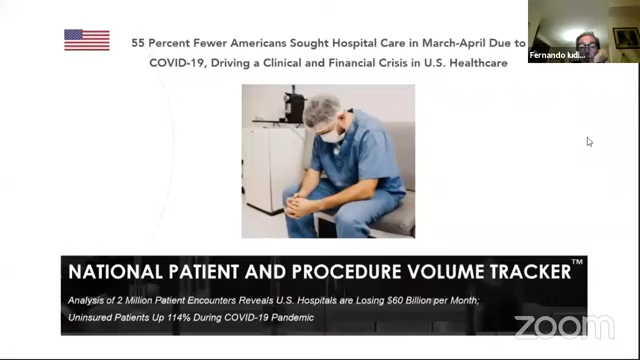 55 Percent Fewer Americans Sought Hospital Care in March-April Due to
COVID-19, Driving a Clinical and Financial Crisis in U.S. Healthcare
Fernando Iudi...
NATIONAL PATIENT AND PROCEDURE VOLUME TRACKER™
Analysis of 2 Million Patient Encounters Reveals U.S. Hospitals are Losing $60 Billion per Month;
Uninsured Patients Up 114% During COVID-19 Pandemic
zoom